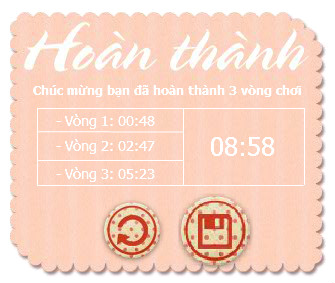 Hoàn thành
Chúc mừng bạn đã hoàn thành 3 vòng chơi
- Vòng 1: 00:48
- Vòng 2: 02:47
- Vòng 3: 05:23
08:58